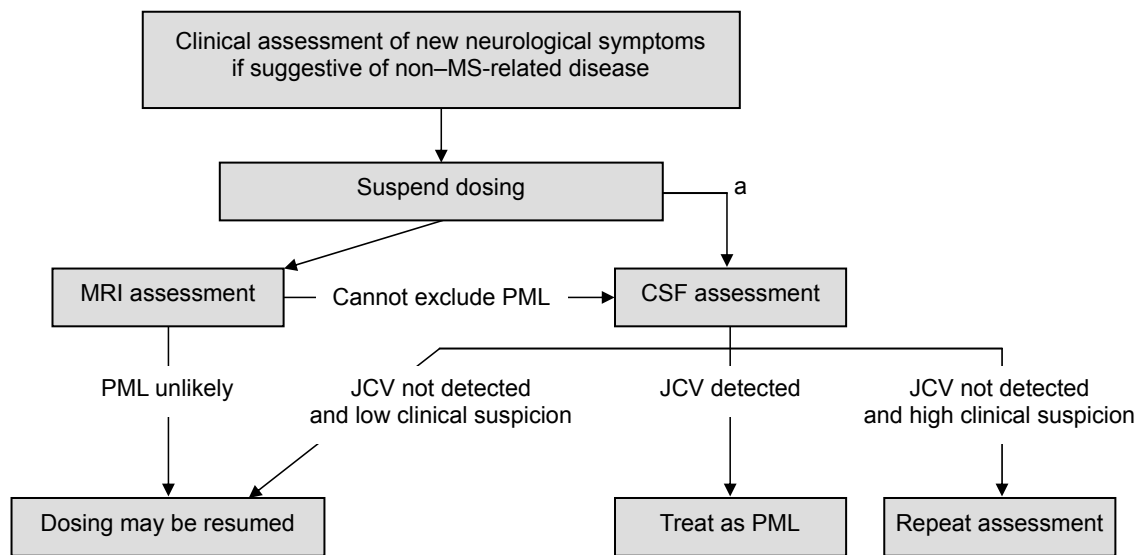 Clinical assessment of new neurological symptoms
if suggestive of non–MS-related disease
Suspend dosing
a
MRI assessment
Cannot exclude PML
CSF assessment
PML unlikely
JCV not detected
and low clinical suspicion
JCV detected
JCV not detected
and high clinical suspicion
Dosing may be resumed
Treat as PML
Repeat assessment